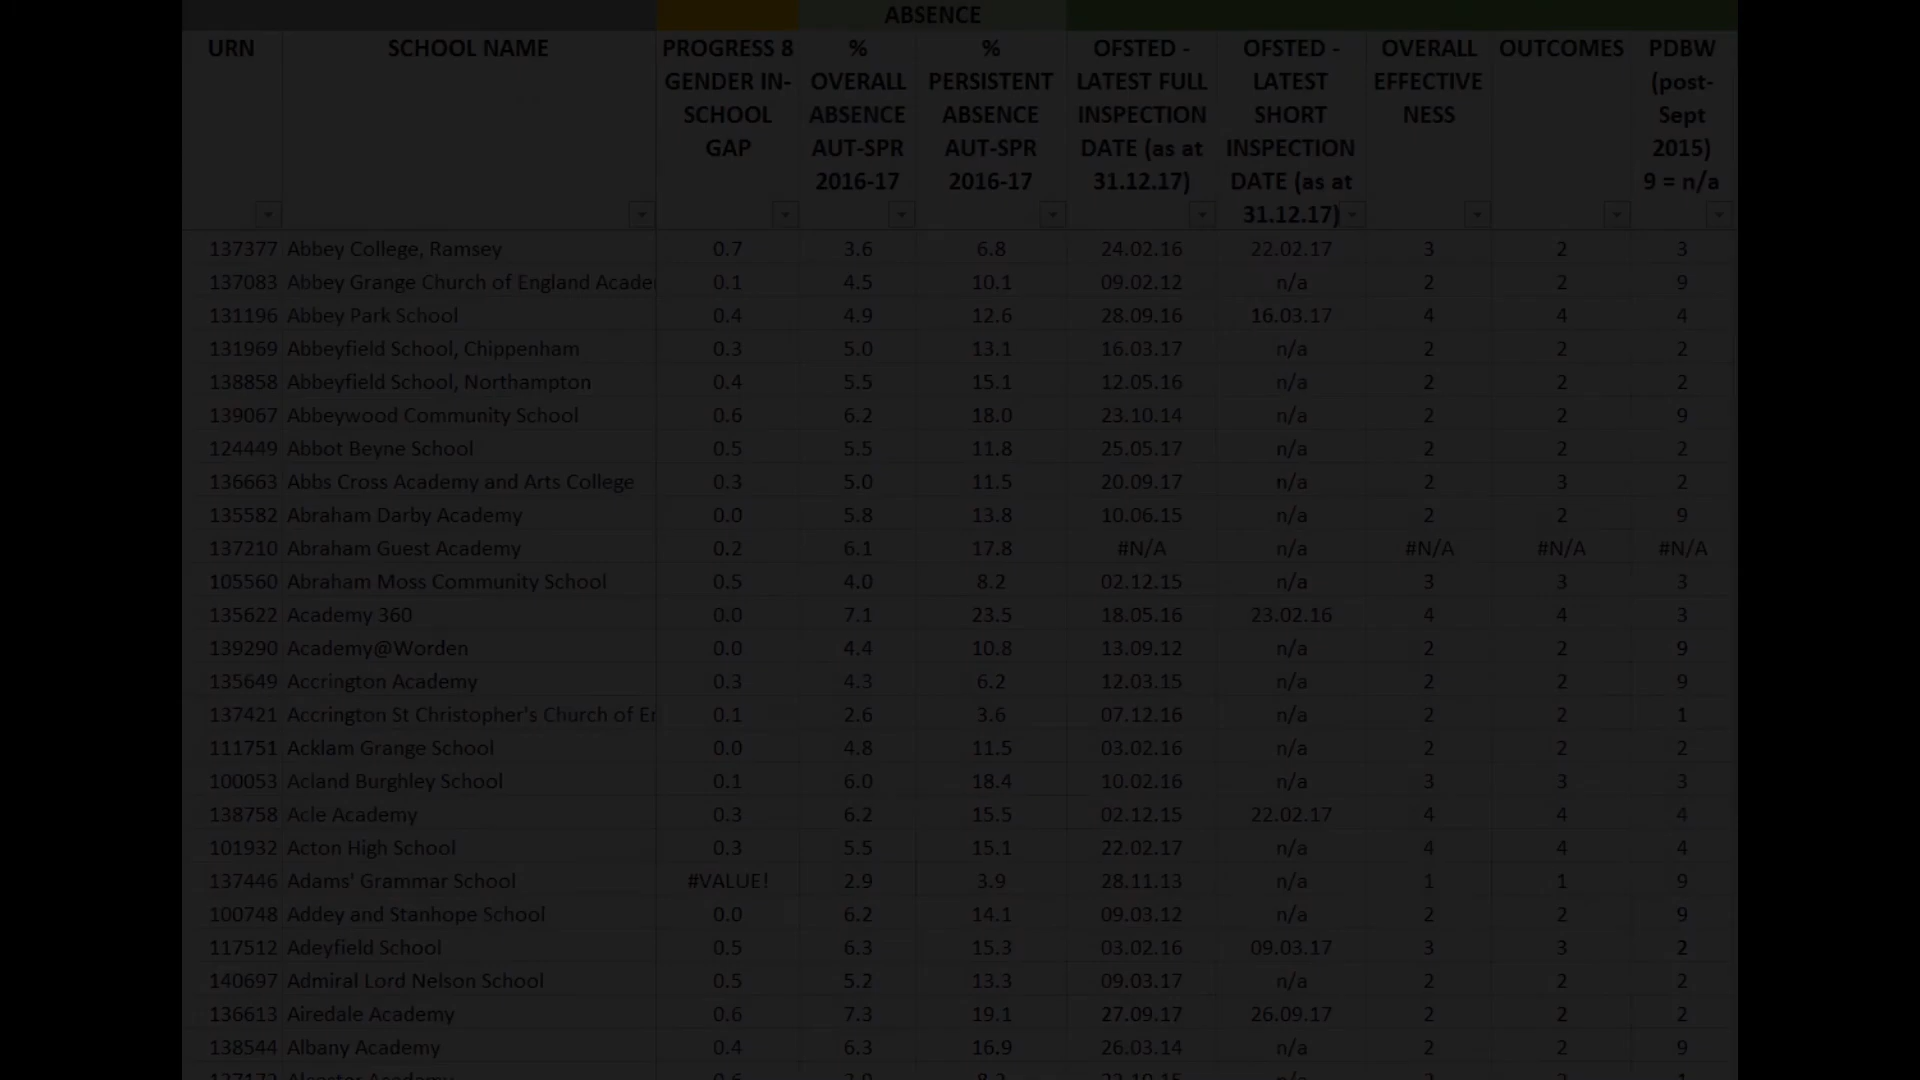 ABSENCE
URN SCHOOL NAME PROGRESS 8 GENDER IN-SCHOOL GAP % OVERALL ABSENCE AUT-SPR 2016-17 % PERSISTENT ABSENCE AUT-SPR 2016-17 OFSTED - LATEST FULL INSPECTION DATE (as at 31.12.17) OFSTED - LATEST SHORT INSPECTION DATE (as at 31.12.17) OVERALL EFFECTIVE NESS OUTCOMES PDBW (post- Sept 2015) 9 = n/a
137377 Abbey College, Ramsey 0.7 3.6 6.8 24.02.16 22.02.17 3 2 3
137083 Abbey Grange Church of England Acade 0.1 4.5 10.1 09.02.12 n/a 2 2 9
131196 Abbey Park School 0.4 4.9 12.6 28.09.16 16.03.17 4 4 4
131969 Abbeyfield School, Chippenham 0.3 5.0 13.1 16.03.17 n/a 2 2 2
138858 Abbeyfield School, Northampton 0.4 5.5 15.1 12.05.16 n/a 2 2 2
139067 Abbeywood Community School 0.6 6.2 18.0 23.10.14 n/a 2 2 9
124449 Abbot Beyne School 0.5 5.5 11.8 25.05.17 n/a 2 2 2
136663 Abbs Cross Academy and Arts College 0.3 5.0 11.5 20.09.17 n/a 2 3 2
135582 Abraham Darby Academy 0.0 5.8 13.8 10.06.15 n/a 2 2 9
137210 Abraham Guest Academy 0.2 6.1 17.8 #N/A n/a #N/A #N/A #N/A
105560 Abraham Moss Community School 0.5 4.0 8.2 02.12.15 n/a 3 3 3
135622 Academy 360 0.0 7.1 23.5 18.05.16 23.02.16 4 4 3
139290 Academy@Worden 0.0 4.4 10.8 13.09.12 n/a 2 2 9
135649 Accrington Academy 0.3 4.3 6.2 12.03.15 n/a 2 2 9
137421 Accrington St Christopher's Church of Er 0.1 2.6 3.6 07.12.16 n/a 2 2 1
111751 Acklam Grange School 0.0 4.8 11.5 03.02.16 n/a 2 2 2
100053 Acland Burghley School 0.1 6.0 18.4 10.02.16 n/a 3 3 3
138758 Acle Academy 0.3 6.2 15.5 02.12.15 22.02.17 4 4 4
101932 Acton High School 0.3 5.5 15.1 22.02.17 n/a 4 4 4
137446 Adams' Grammar School #VALUE! 2.9 3.9 28.11.13 n/a 1 1 9
100748 Addey and Stanhope School 0.0 6.2 14.1 09.03.12 n/a 2 2 9
117512 Adeyfield School 0.5 6.3 15.3 03.02.16 09.03.17 3 3 2
140697 Admiral Lord Nelson School 0.5 5.2 13.3 09.03.17 n/a 2 2 2
136613 Airedale Academy 0.6 7.3 19.1 27.09.17 26.09.17 2 2 2
138544 Albany Academy 0.4 6.3 16.9 26.03.14 n/a 2 2 9